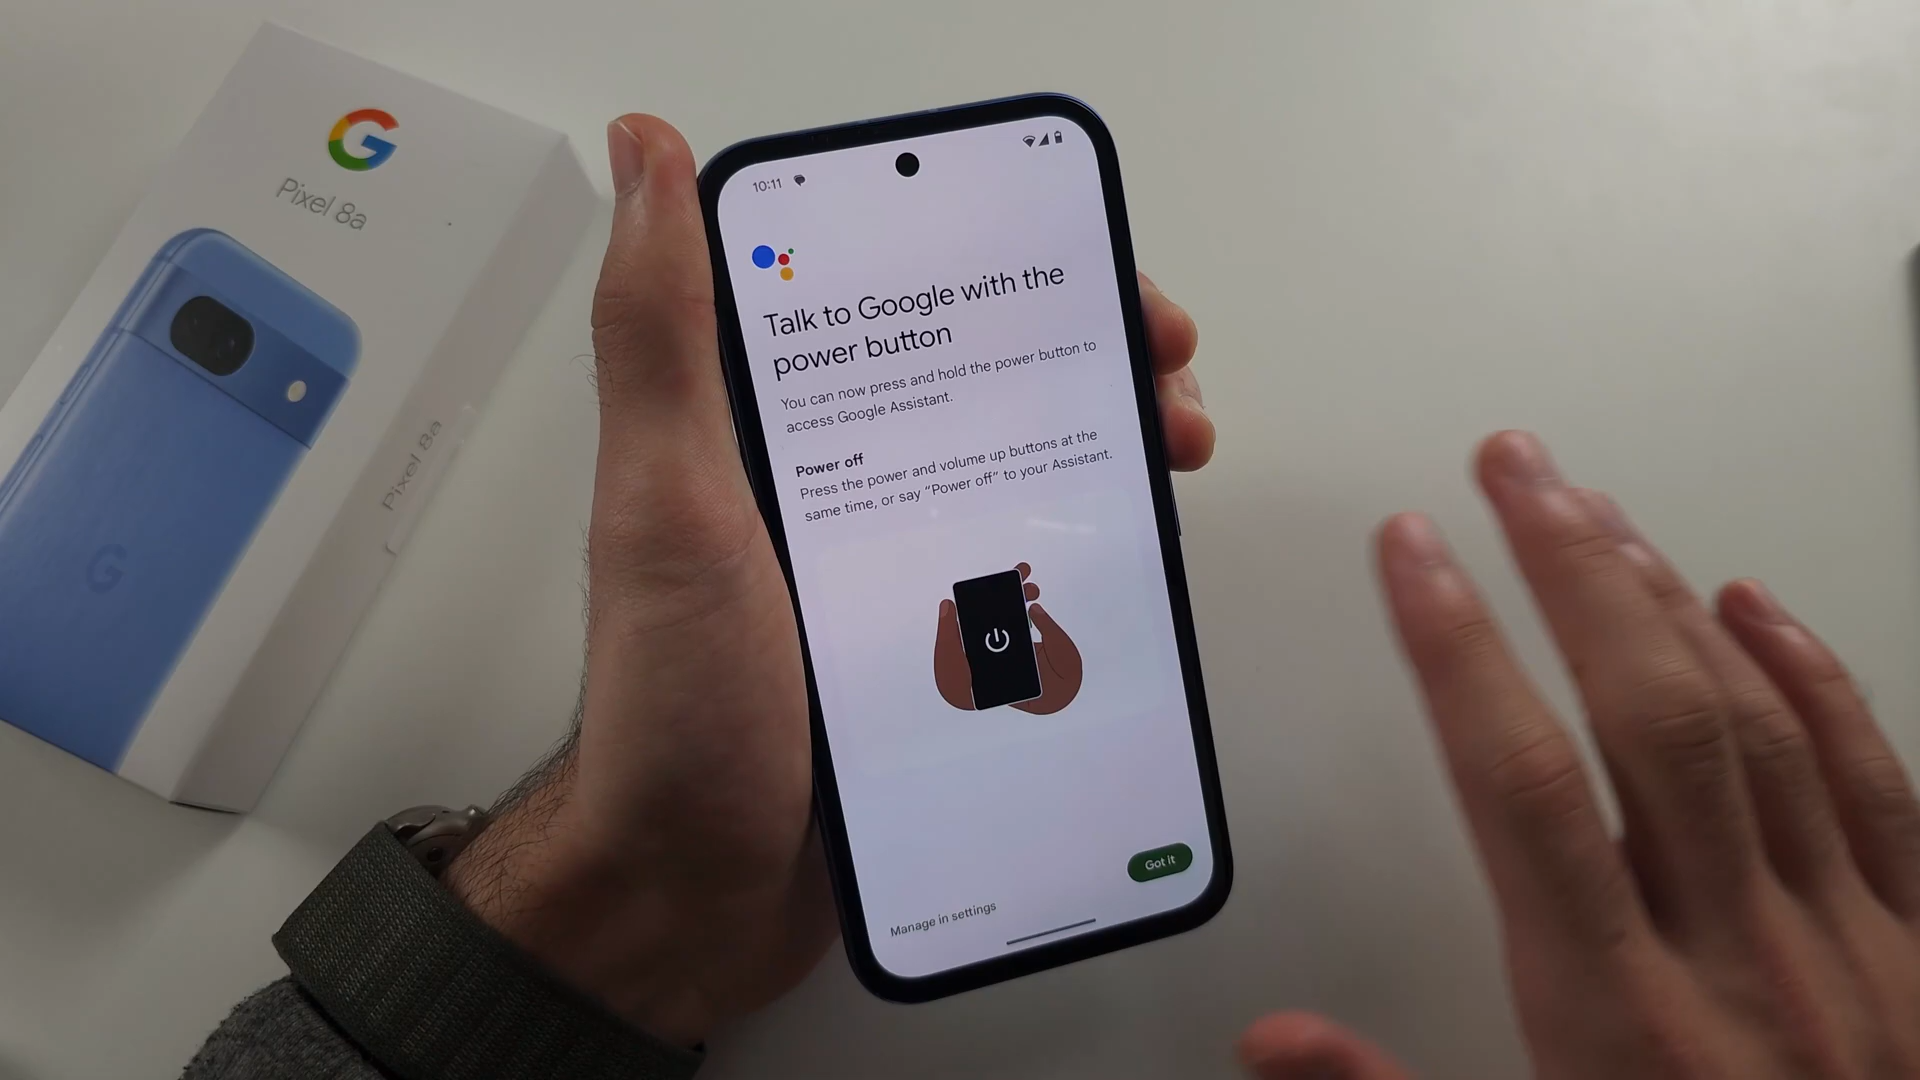 G
Pixel 8a
Pixel 8a
G
10:11
Talk to Google with the
power button
You can now press and hold the power button to
access Google Assistant.
Power off
Press the power and volume up buttons at the
same time, or say “Power off” to your Assistant.
Got it
Manage in settings